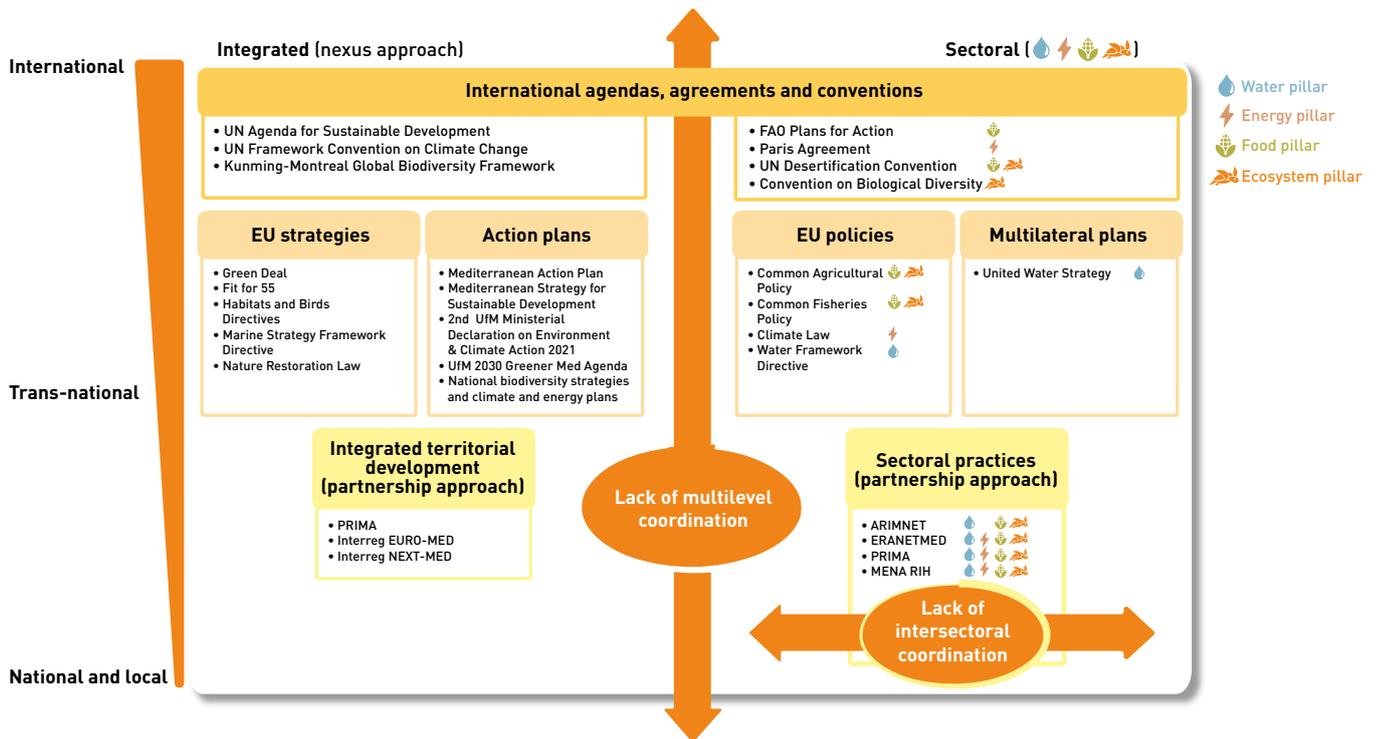 Integrated (nexus approach)
Sectoral ( )
International
International agendas, agreements and conventions
• UN Agenda for Sustainable Development
• UN Framework Convention on Climate Change
• Kunming-Montreal Global Biodiversity Framework
• FAO Plans for Action
• Paris Agreement
• UN Desertification Convention
• Convention on Biological Diversity
Water pillar
Energy pillar
Food pillar
Ecosystem pillar
EU strategies
• Green Deal
• Fit for 55
• Habitats and Birds
Directives
• Marine Strategy Framework
Directive
• Nature Restoration Law
Action plans
• Mediterranean Action Plan
• Mediterranean Strategy for
Sustainable Development
• 2nd UfM Ministerial
Declaration on Environment
& Climate Action 2021
• UfM 2030 Greener Med Agenda
• National biodiversity strategies
and climate and energy plans
EU policies
• Common Agricultural
Policy
• Common Fisheries
Policy
• Climate Law
• Water Framework
Directive
Multilateral plans
• United Water Strategy
Trans-national
Integrated territorial
development
(partnership approach)
• PRIMA
• Interreg EURO-MED
• Interreg NEXT-MED
Lack of multilevel
coordination
Sectoral practices
(partnership approach)
• ARIMNET
• ERANETMED
• PRIMA
• MENA RIH
Lack of
intersectoral
coordination
National and local